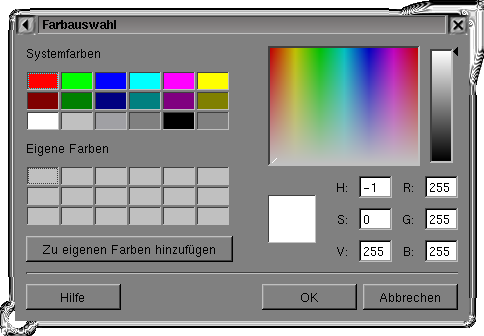 Farbauswahl
Systemfarben
Eigene Farben
H: -1 R: 255
S: 0 G: 255
V: 255 B: 255
Zu eigenen Farben hinzufügen
Hilfe OK Abbrechen